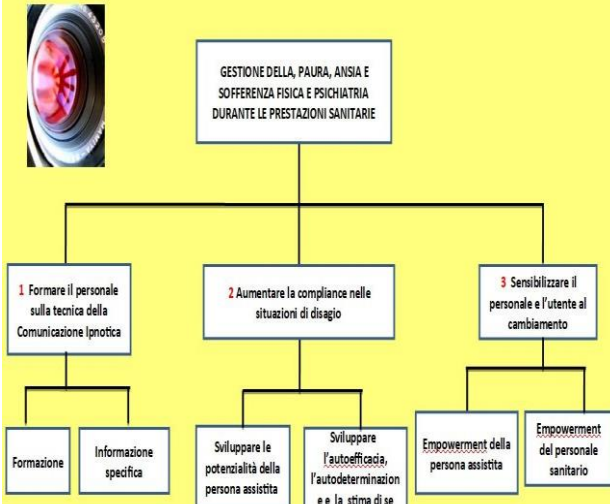 GESTIONE DELLA, PAURA, ANSIA E
SOFFERENZA FISICA E PSICHIATRIA
DURANTE LE PRESTAZIONI SANITARIE
1 Formare il personale
sulla tecnica della
Comunicazione Ipnotica
2 Aumentare la compliance nelle
situazioni di disagio
3 Sensibilizzare il
personale e l'utente al
cambiamento
Formazione
Informazione
specifica
Sviluppare le
potenzialità della
persona assistita
Sviluppare
l'autoefficacia,
l'autodeterminazion
e e la stima di se
Empowerment della
persona assistita
Empowerment
del personale
sanitario